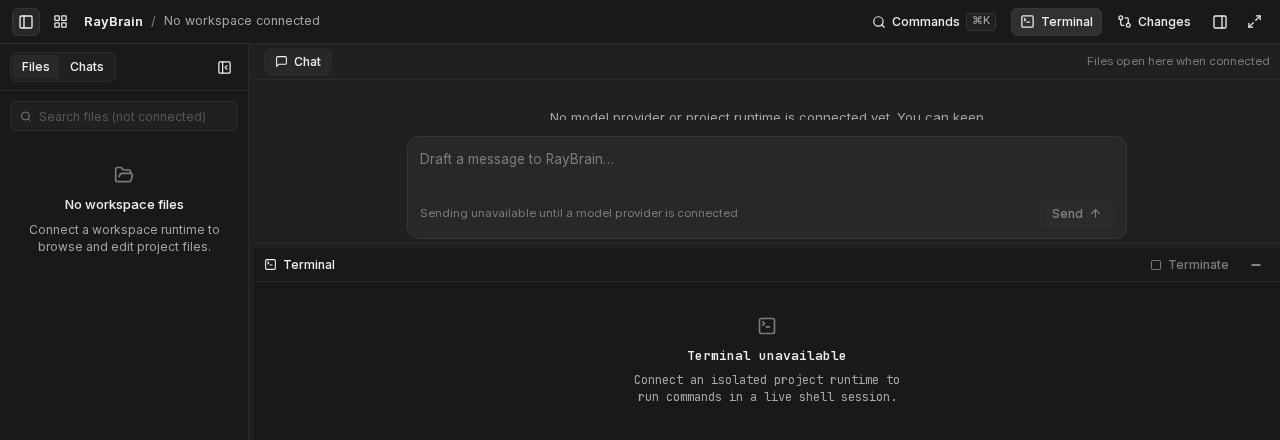 RayBrain / No workspace connected
Commands ⌘K
Terminal
Changes
Files
Chats
Search files (not connected)
No workspace files
Connect a workspace runtime to
browse and edit project files.
Chat
Files open here when connected
No model provider or project runtime is connected yet. You can keep
Draft a message to RayBrain...
Sending unavailable until a model provider is connected
Send ↑
Terminal
Terminate
Terminal unavailable
Connect an isolated project runtime to
run commands in a live shell session.